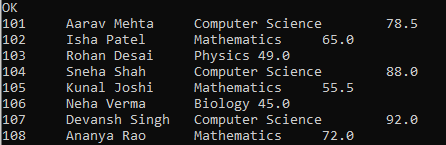 OK
101 Aarav Mehta Computer Science 78.5
102 Isha Patel Mathematics 65.0
103 Rohan Desai Physics 49.0
104 Sneha Shah Computer Science 88.0
105 Kunal Joshi Mathematics 55.5
106 Neha Verma Biology 45.0
107 Devansh Singh Computer Science 92.0
108 Ananya Rao Mathematics 72.0